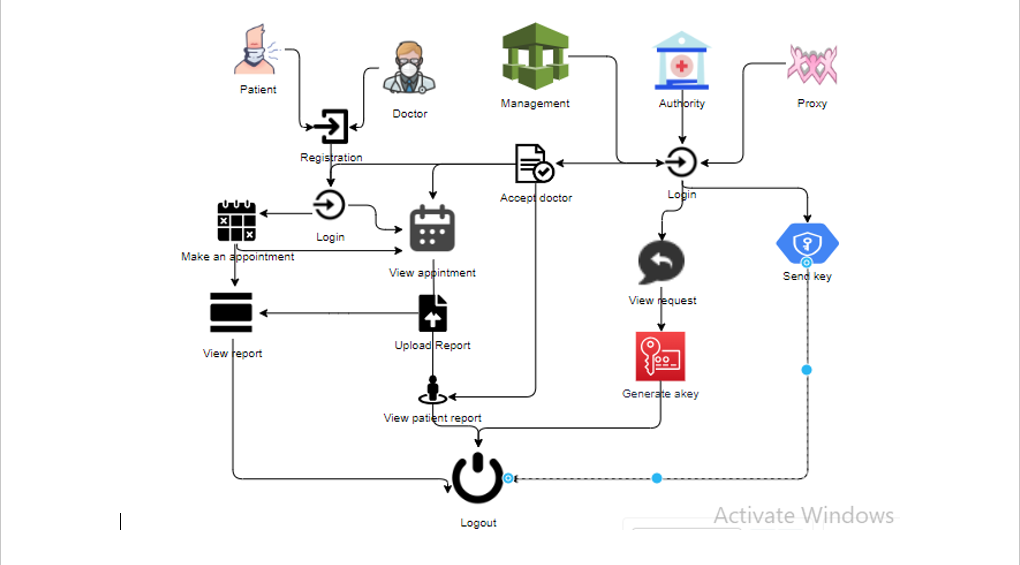 Patient
Doctor
Management
Authority
Proxy
Registration
Accept doctor
Login
Login
Make an appointment
View appintment
Send key
View request
View report
Upload Report
Generate akey
View patient report
Logout
Activate Windows